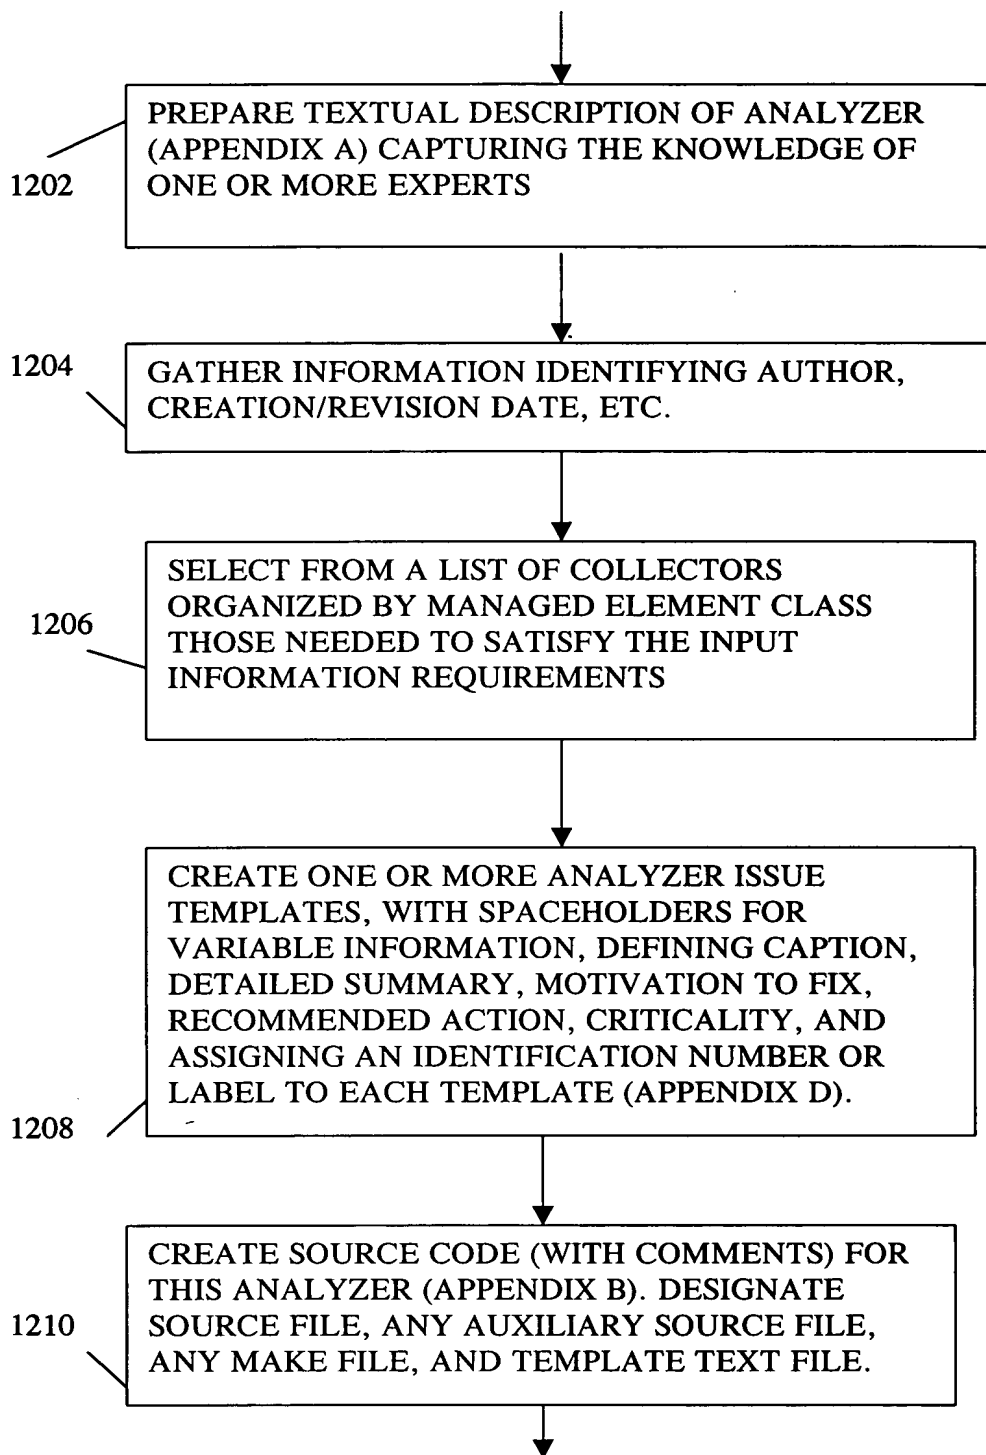 PREPARE TEXTUAL DESCRIPTION OF ANALYZER
(APPENDIX A) CAPTURING THE KNOWLEDGE OF
ONE OR MORE EXPERTS
1202
1204
GATHER INFORMATION IDENTIFYING AUTHOR,
CREATION/REVISION DATE, ETC.
SELECT FROM A LIST OF COLLECTORS
ORGANIZED BY MANAGED ELEMENT CLASS
THOSE NEEDED TO SATISFY THE INPUT
INFORMATION REQUIREMENTS
1206
CREATE ONE OR MORE ANALYZER ISSUE
TEMPLATES, WITH SPACEHOLDERS FOR
VARIABLE INFORMATION, DEFINING CAPTION,
DETAILED SUMMARY, MOTIVATION TO FIX,
RECOMMENDED ACTION, CRITICALITY, AND
ASSIGNING AN IDENTIFICATION NUMBER OR
LABEL TO EACH TEMPLATE (APPENDIX D).
1208
CREATE SOURCE CODE (WITH COMMENTS) FOR
THIS ANALYZER (APPENDIX B). DESIGNATE
SOURCE FILE, ANY AUXILIARY SOURCE FILE,
ANY MAKE FILE, AND TEMPLATE TEXT FILE.
1210